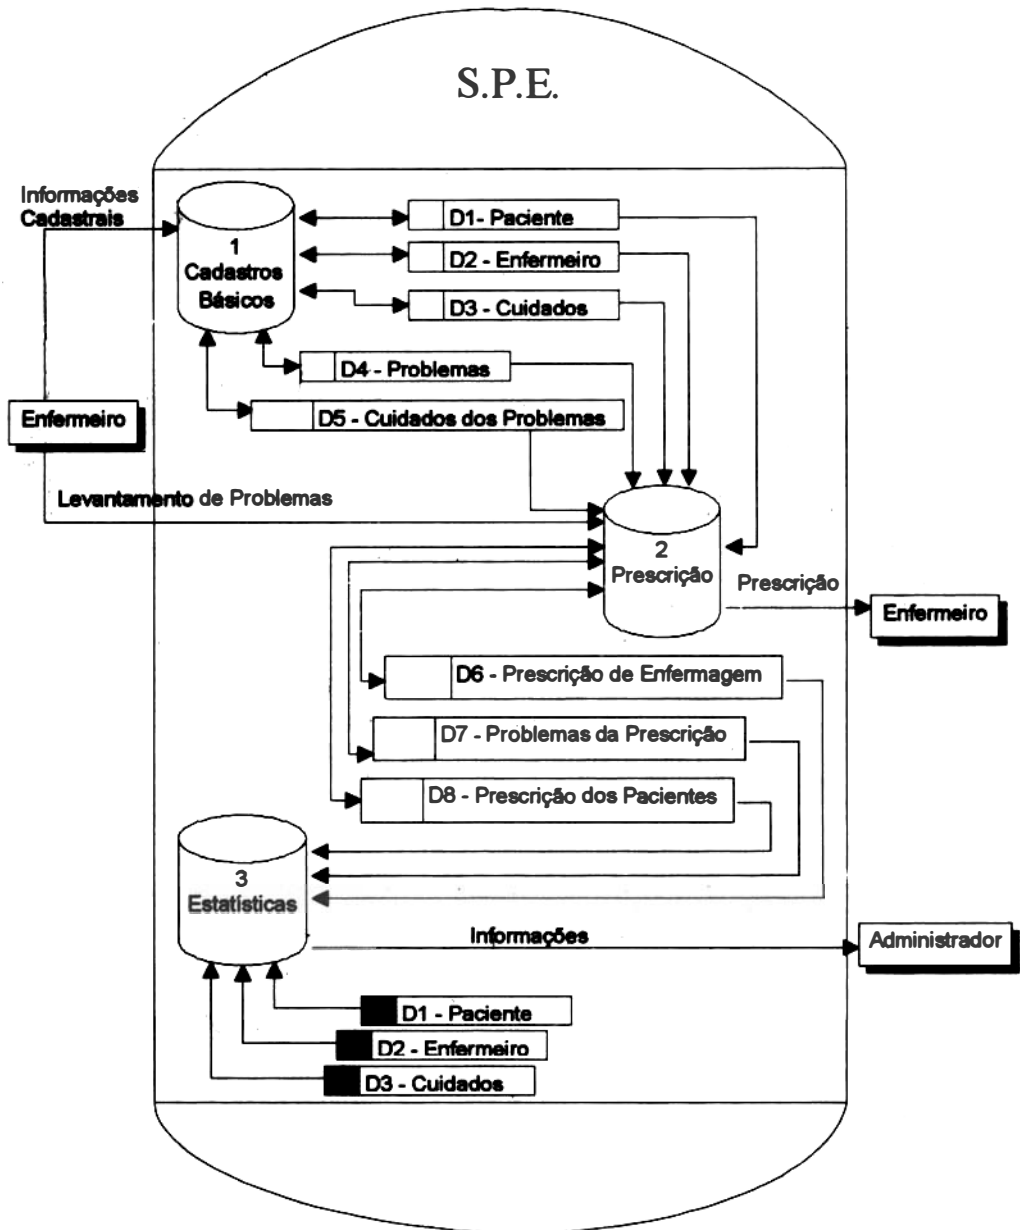 S.P.E.
Informações
Cadastrais
1
Cadastros
Básicos
D1- Paciente
D2 - Enfermeiro
D3 - Cuidados
D4 - Problemas
D5 - Cuidados dos Problemas
Enfermeiro
Levantamento de Problemas
2
Prescrição
Prescrição
Enfermeiro
D6 - Prescrição de Enfermagem
D7 - Problemas da Prescrição
D8 - Prescrição dos Pacientes
3
Estatísticas
Informações
Administrador
D1 - Paciente
D2 - Enfermeiro
D3 - Cuidados